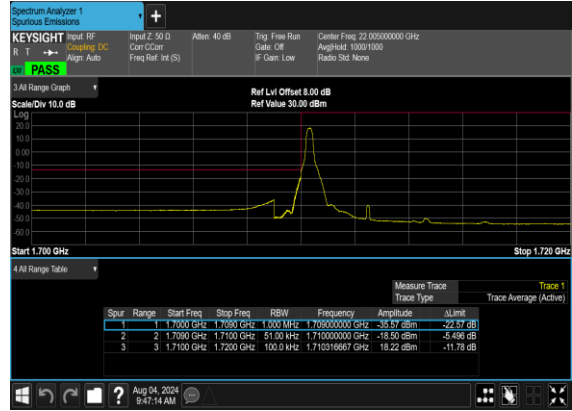 Spectrum Analyzer 1
Spurious Emissions
+
KEYSIGHT Input: RF Input Z: 50 Ω Atten: 40 dB Trig: Free Run Center Freq: 22.005000000 GHz
R T Coupling: DC Corr CCorr Gate: Off Avg|Hold: 1000/1000
Align: Auto Freq Ref: Int (S) IF Gain: Low Radio Std: None
PASS
3 All Range Graph Ref Lvl Offset 8.00 dB
Scale/Div 10.0 dB Ref Value 30.00 dBm
Log
20.0
10.0
0.00
-10.0
-20.0
-30.0
-40.0
-50.0
-60.0
Start 1.700 GHz Stop 1.720 GHz
4 All Range Table
Measure Trace Trace 1
Trace Type Trace Average (Active)
Spur Range Start Freq Stop Freq RBW Frequency Amplitude ΔLimit
1 1 1.7000 GHz 1.7090 GHz 1.000 MHz 1.709000000 GHz -35.57 dBm -22.57 dB
2 2 1.7090 GHz 1.7100 GHz 51.00 kHz 1.710000000 GHz -18.50 dBm -5.496 dB
3 3 1.7100 GHz 1.7200 GHz 100.0 kHz 1.710316667 GHz 18.22 dBm -11.78 dB
? Aug 04, 2024
9:47:14 AM